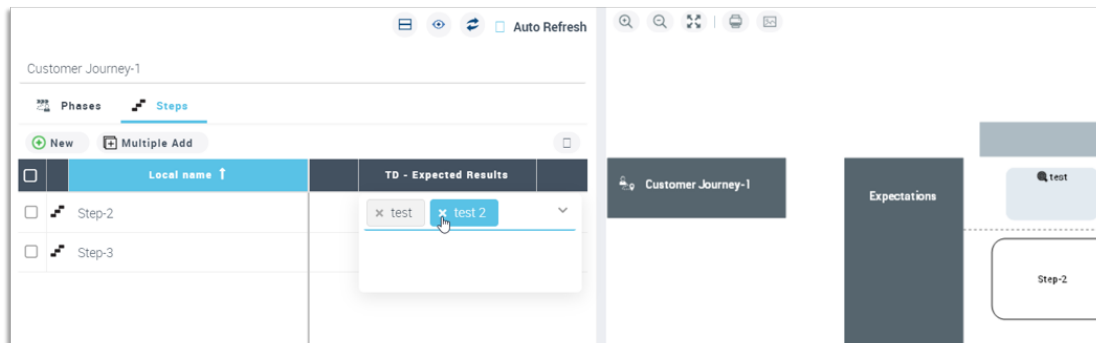 Auto Refresh
Customer Journey-1
Phases Steps
New Multiple Add
Local name TD - Expected Results
Step-2 test test 2
Step-3
Customer Journey-1
Expectations
test
Step-2